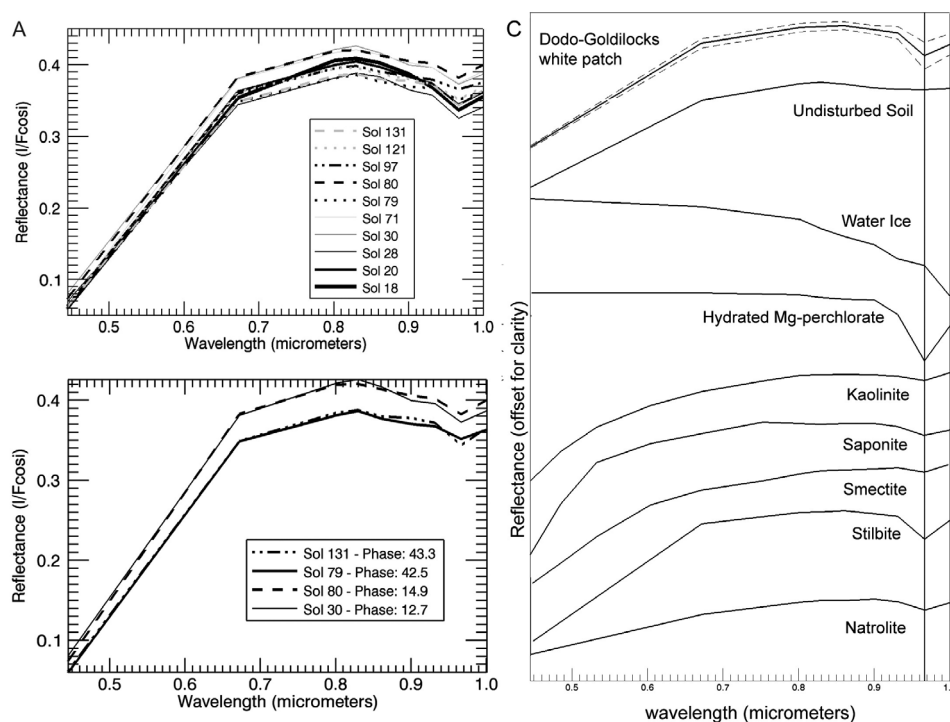 A
Reflectance (I/Fcosi)
0.4
0.3
0.2
0.1
Sol 131
Sol 121
Sol 97
Sol 80
Sol 79
Sol 71
Sol 30
Sol 28
Sol 20
Sol 18
0.5 0.6 0.7 0.8 0.9 1.0
Wavelength (micrometers)
Reflectance (I/Fcosi)
0.4
0.3
0.2
0.1
Sol 131 - Phase: 43.3
Sol 79 - Phase: 42.5
Sol 80 - Phase: 14.9
Sol 30 - Phase: 12.7
0.5 0.6 0.7 0.8 0.9 1.0
Wavelength (micrometers)
C
Reflectance (offset for clarity)
Dodo-Goldilocks
white patch
Undisturbed Soil
Water Ice
Hydrated Mg-perchlorate
Kaolinite
Saponite
Smectite
Stilbite
Natrolite
0.5 0.6 0.7 0.8 0.9
wavelength (micrometers)